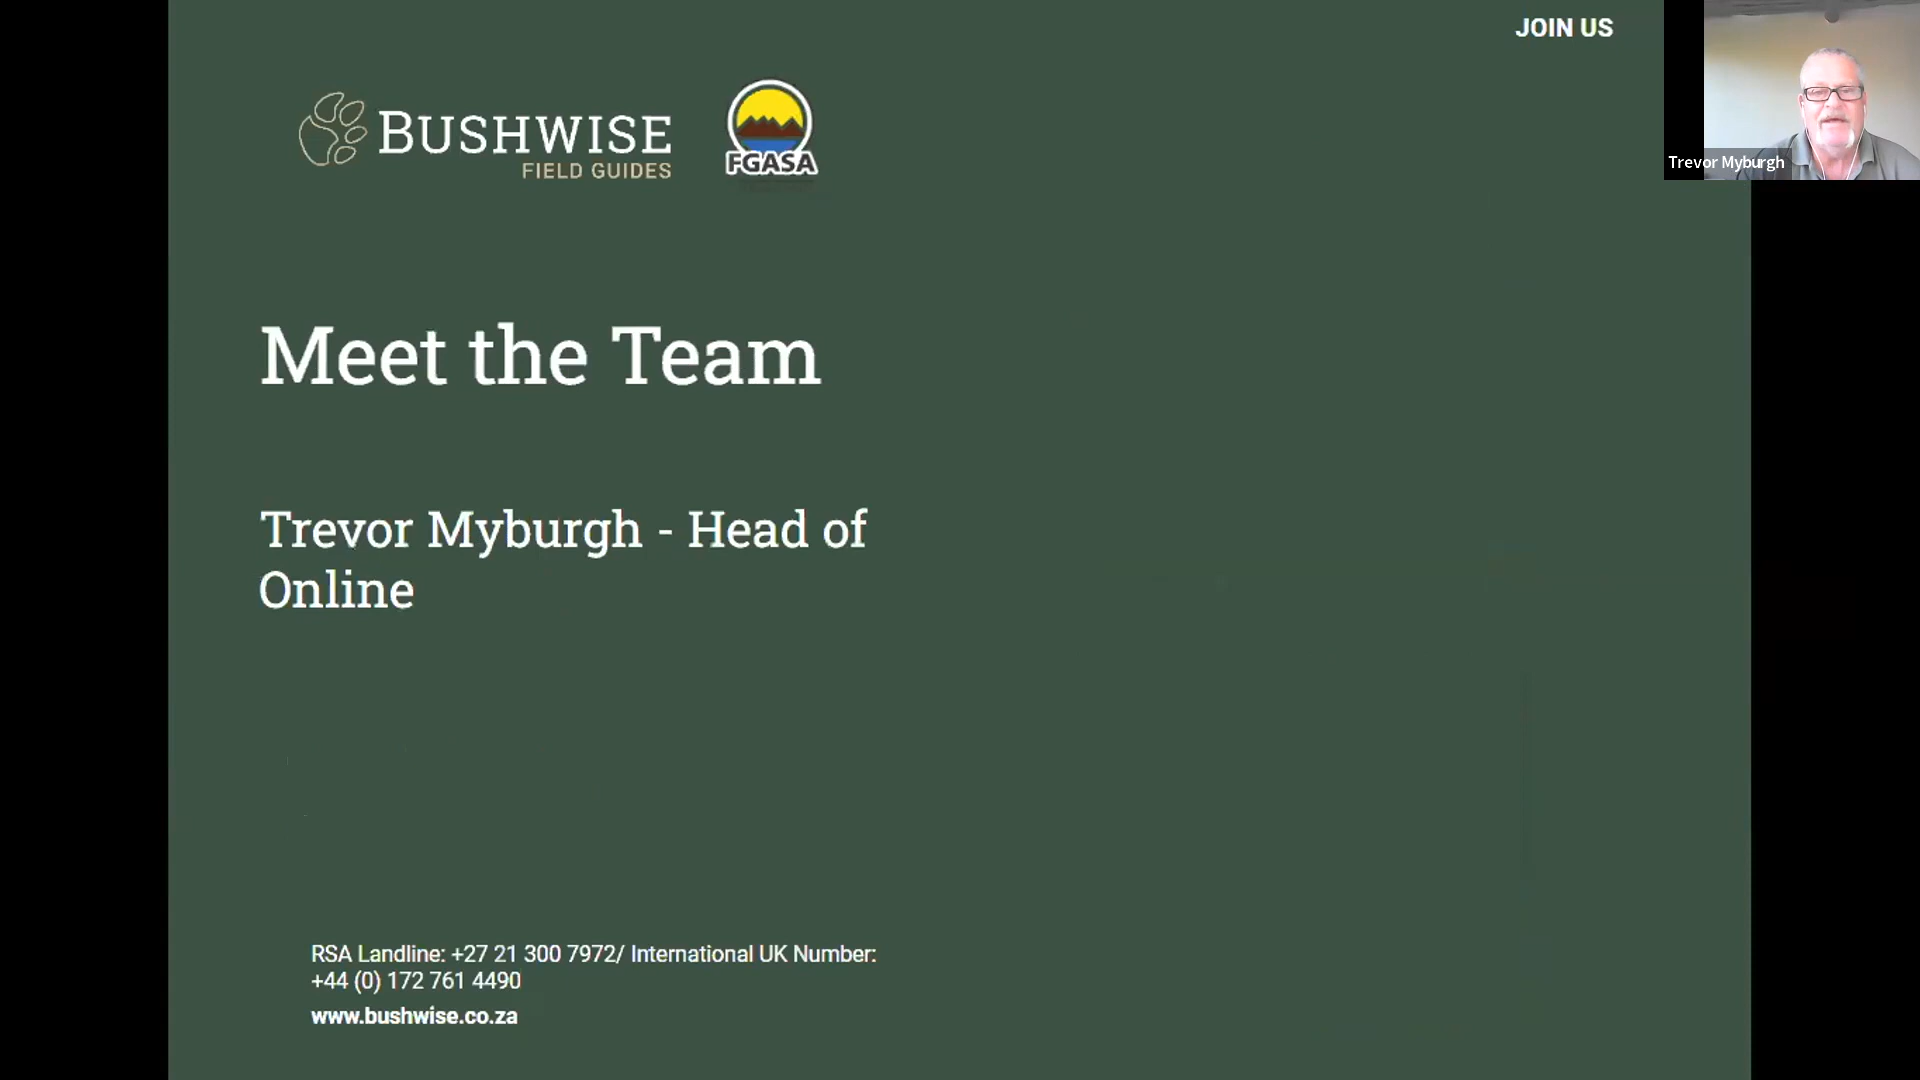 JOIN US
BUSHWISE
FIELD GUIDES
FGASA
Trevor Myburgh
Meet the Team
Trevor Myburgh - Head of
Online
RSA Landline: +27 21 300 7972/ International UK Number:
+44 (0) 172 761 4490
www.bushwise.co.za